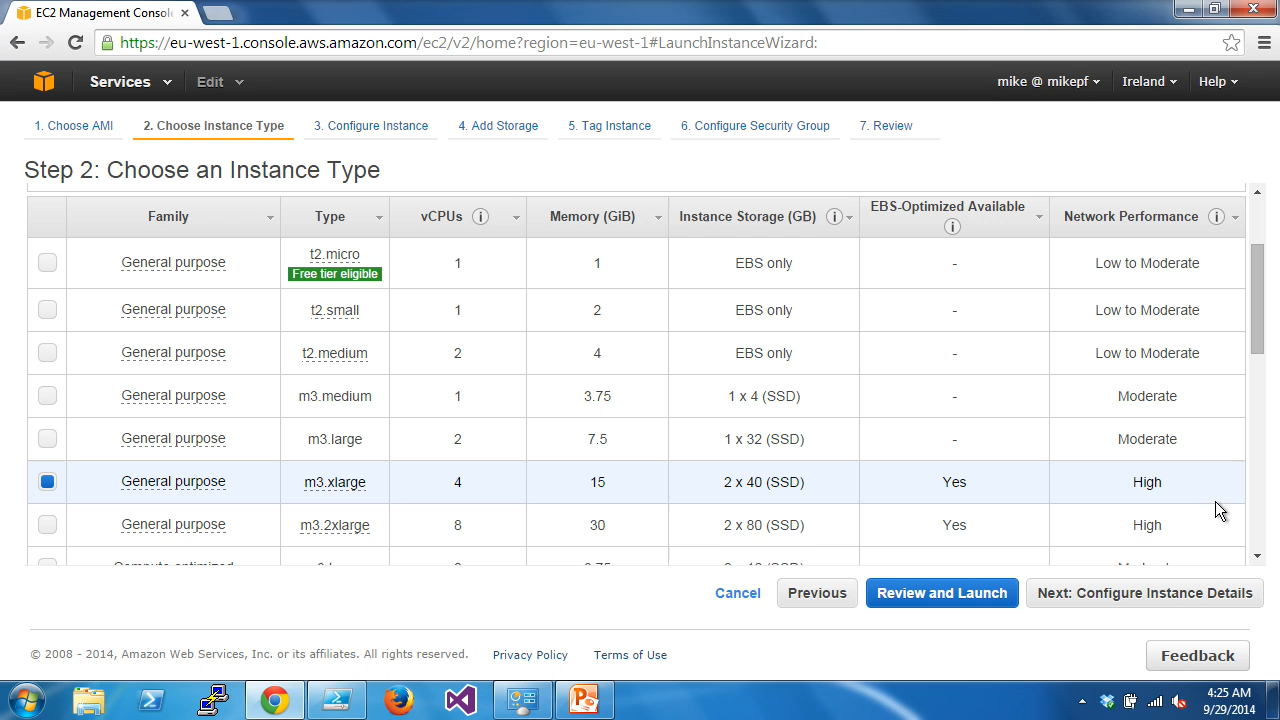 EC2 Management Consol
https://eu-west-1.console.aws.amazon.com/ec2/v2/home?region=eu-west-1#LaunchInstanceWizard:
Services Edit mike @ mikepf Ireland Help
1. Choose AMI 2. Choose Instance Type 3. Configure Instance 4. Add Storage 5. Tag Instance 6. Configure Security Group 7. Review
Step 2: Choose an Instance Type
Family Type vCPUs Memory (GiB) Instance Storage (GB) EBS-Optimized Available Network Performance
General purpose t2.micro Free tier eligible 1 1 EBS only - Low to Moderate
General purpose t2.small 1 2 EBS only - Low to Moderate
General purpose t2.medium 2 4 EBS only - Low to Moderate
General purpose m3.medium 1 3.75 1 x 4 (SSD) - Moderate
General purpose m3.large 2 7.5 1 x 32 (SSD) - Moderate
General purpose m3.xlarge 4 15 2 x 40 (SSD) Yes High
General purpose m3.2xlarge 8 30 2 x 80 (SSD) Yes High
Cancel Previous Review and Launch Next: Configure Instance Details
© 2008 - 2014, Amazon Web Services, Inc. or its affiliates. All rights reserved. Privacy Policy Terms of Use Feedback
4:25 AM
9/29/2014